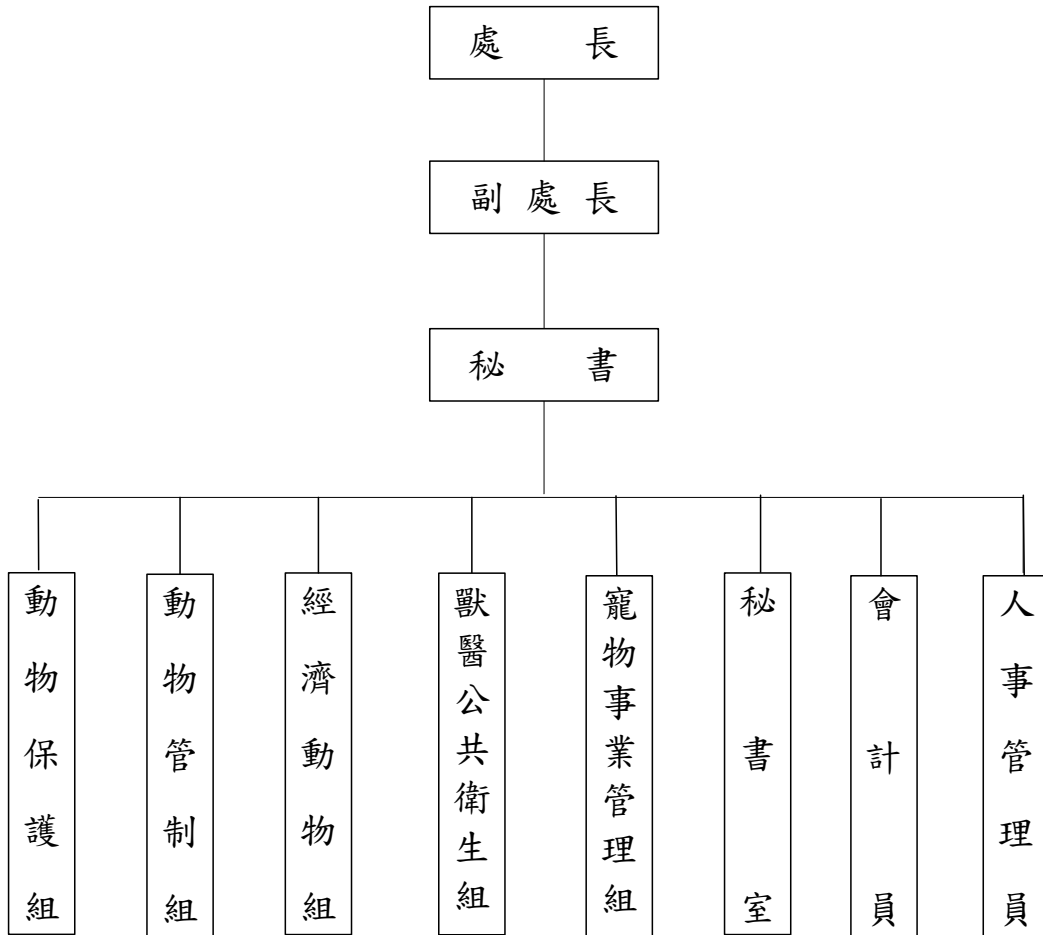 處長
副處長
秘書
動物保護組
動物管制組
經濟動物組
獸醫公共衛生組
寵物事業管理組
秘書室
會計員
人事管理員